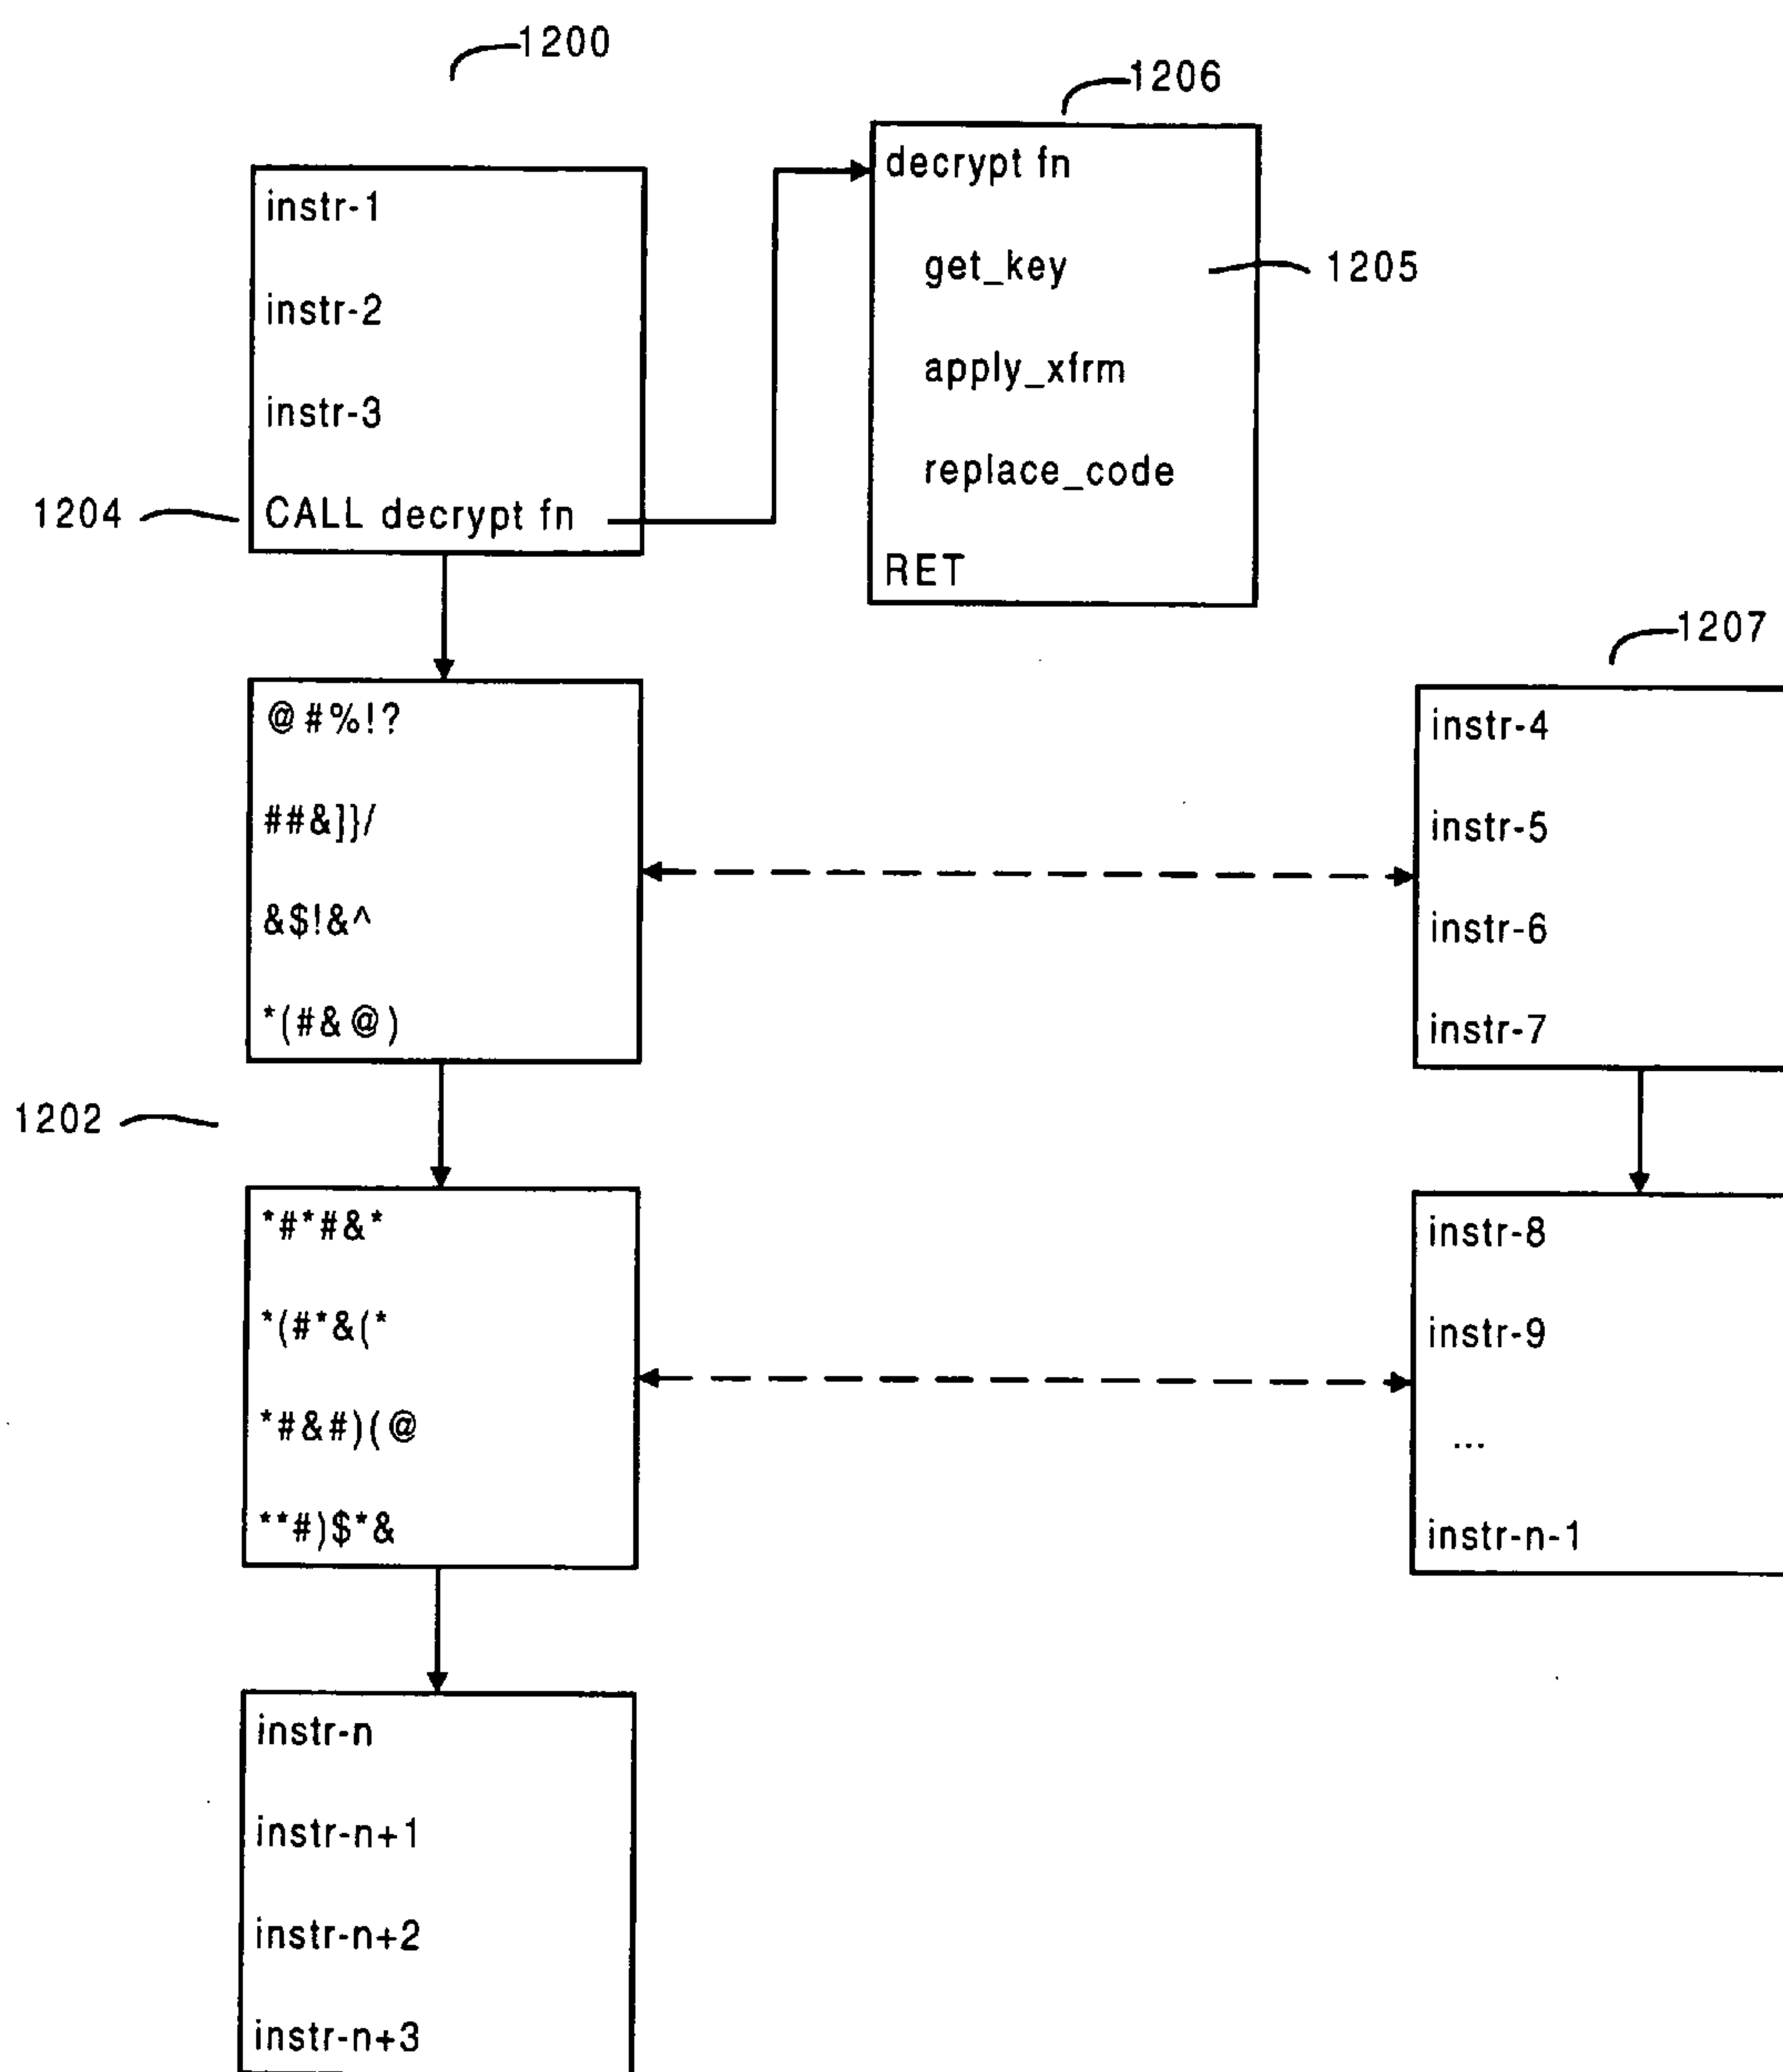 1200
1206
instr-1
instr-2
instr-3
1204
CALL decrypt fn
decrypt fn
get_key
1205
apply_xfrm
replace_code
RET
1207
@#%!?
##&]}/
&$!&^
*(#&@)
instr-4
instr-5
instr-6
instr-7
1202
*#*#&*
*(#*&(*
*#&#)(@
**#)$*&
instr-8
instr-9
...
instr-n-1
instr-n
instr-n+1
instr-n+2
instr-n+3